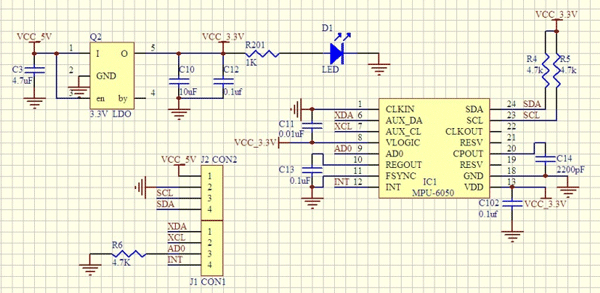 VCC_5V
Q2
VCC_3.3V
1 I O 5
2 GND
3 en by 4
3.3V LDO
C3
4.7uF
C10
10uF
C12
0.1uf
R201
1K
D1
LED
VCC_3.3V
R4
4.7k
R5
4.7k
1 CLKIN SDA 24 SDA
XDA 6 AUX_DA SCL 23 SCL
XCL 7 AUX_CL CLKOUT 22
VCC_3.3V 8 VLOGIC RESV 21
AD0 9 AD0 CPOUT 20
10 REGOUT RESV 19
11 FSYNC GND 18
INT 12 INT VDD 13
IC1
MPU-6050
C11
0.01uF
C13
0.1uF
C14
2200pF
VCC_3.3V
C102
0.1uf
VCC_5V
J2 CON2
1
2
SCL 3
SDA 4
XDA 1
XCL 2
AD0 3
INT 4
J1 CON1
R6
4.7K